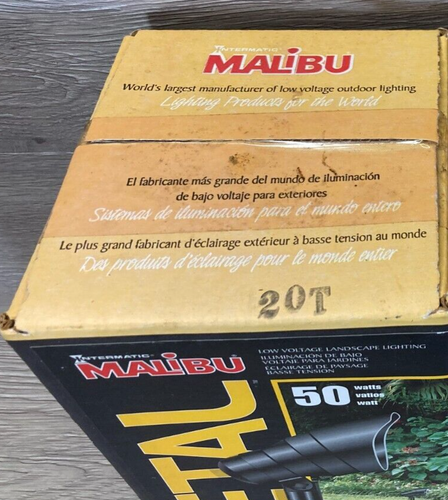 INTERMATIC
MALIBU
World's largest manufacturer of low voltage outdoor lighting
Lighting Products for the World
El fabricante más grande del mundo de iluminación
de bajo voltaje para exteriores
Sistemas de iluminación para el mundo entero
Le plus grand fabricant d'éclairage extérieur à basse tension au monde
Des produits d'éclairage pour le monde entier
20T
INTERMATIC
MALIBU
LOW VOLTAGE LANDSCAPE LIGHTING
ILUMINACIÓN DE BAJO
VOLTAJE PARA JARDINES
ÉCLAIRAGE DE PAYSAGE
BASSE TENSION
50 watts
vatios
watt
ETAL